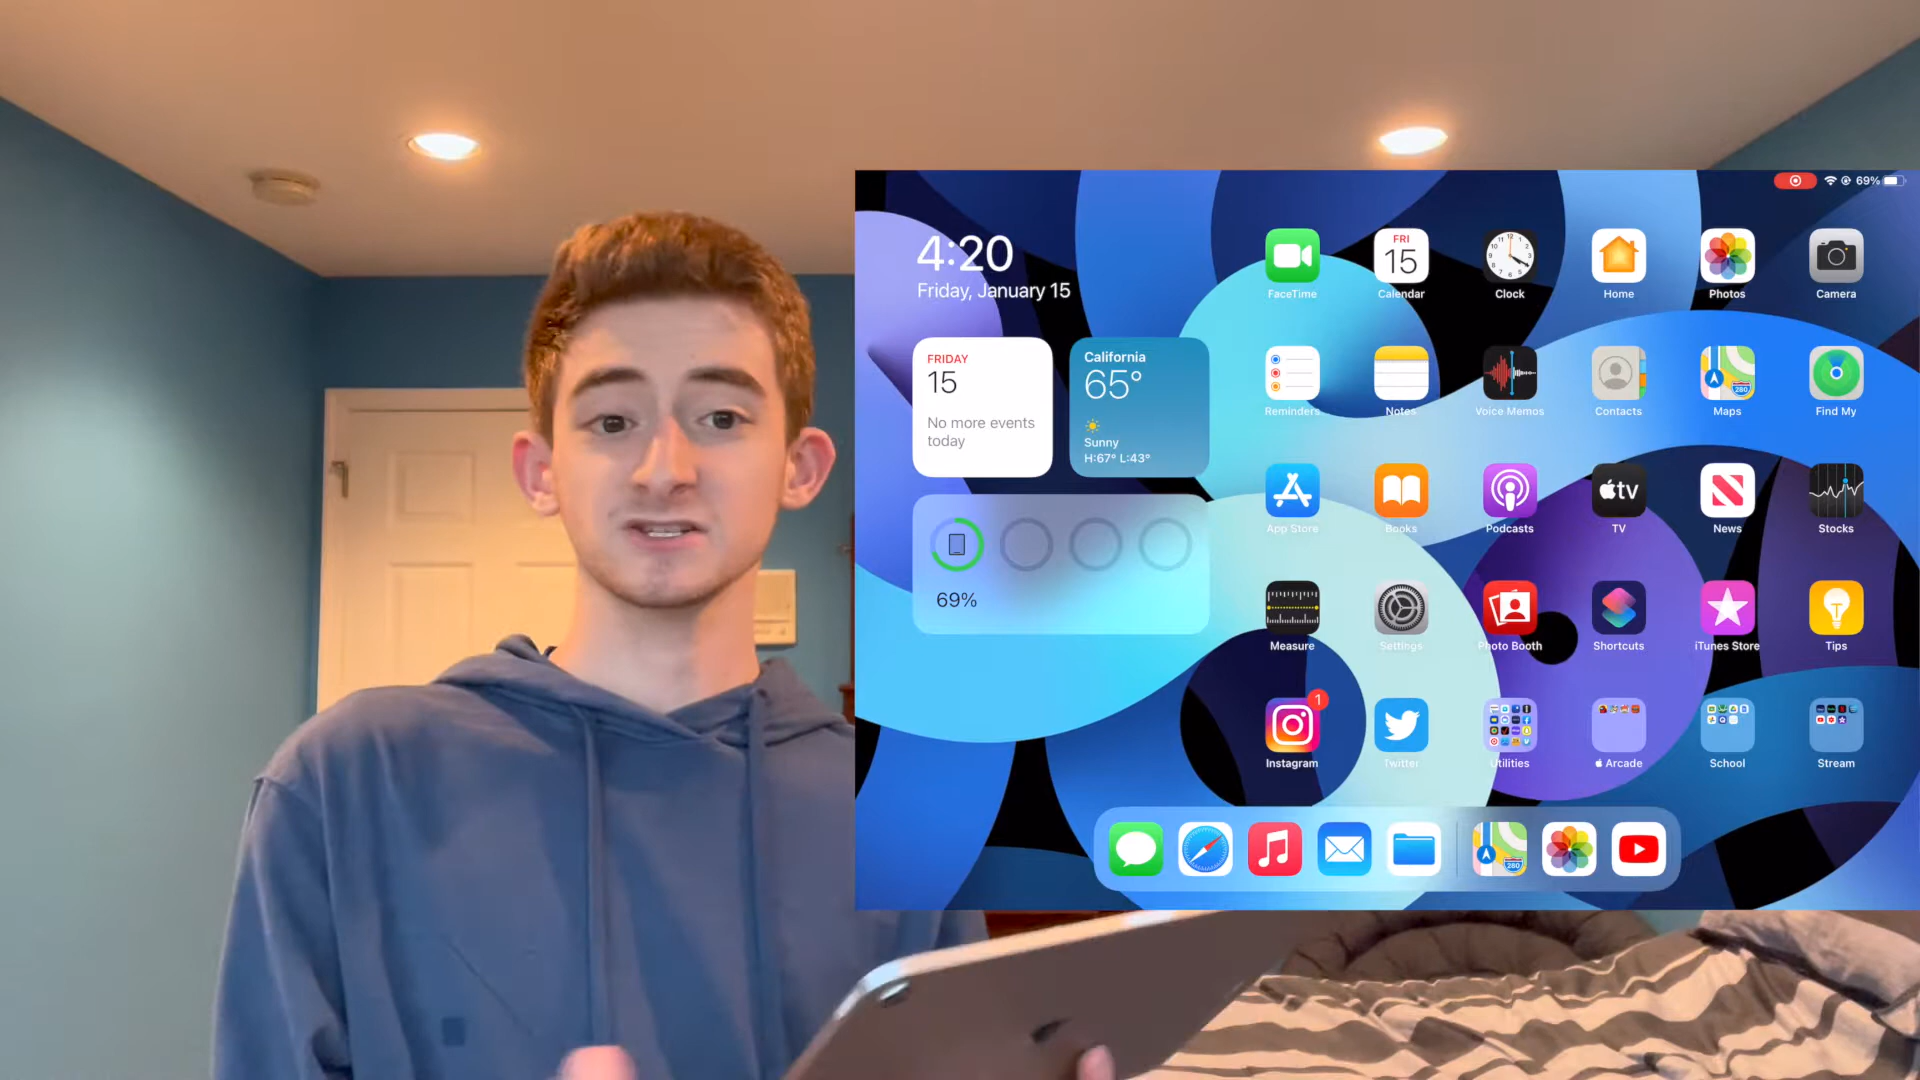 69%
4:20
Friday, January 15
FRIDAY
15
No more events
today
California
65°
Sunny
H:67° L:43°
69%
FRI
15
FaceTime
Calendar
Clock
Home
Photos
Camera
Reminders
Notes
Voice Memos
Contacts
Maps
Find My
App Store
Books
Podcasts
tv
TV
News
Stocks
Measure
Settings
Photo Booth
Shortcuts
iTunes Store
Tips
1
Instagram
Twitter
Utilities
Arcade
School
Stream
280
280